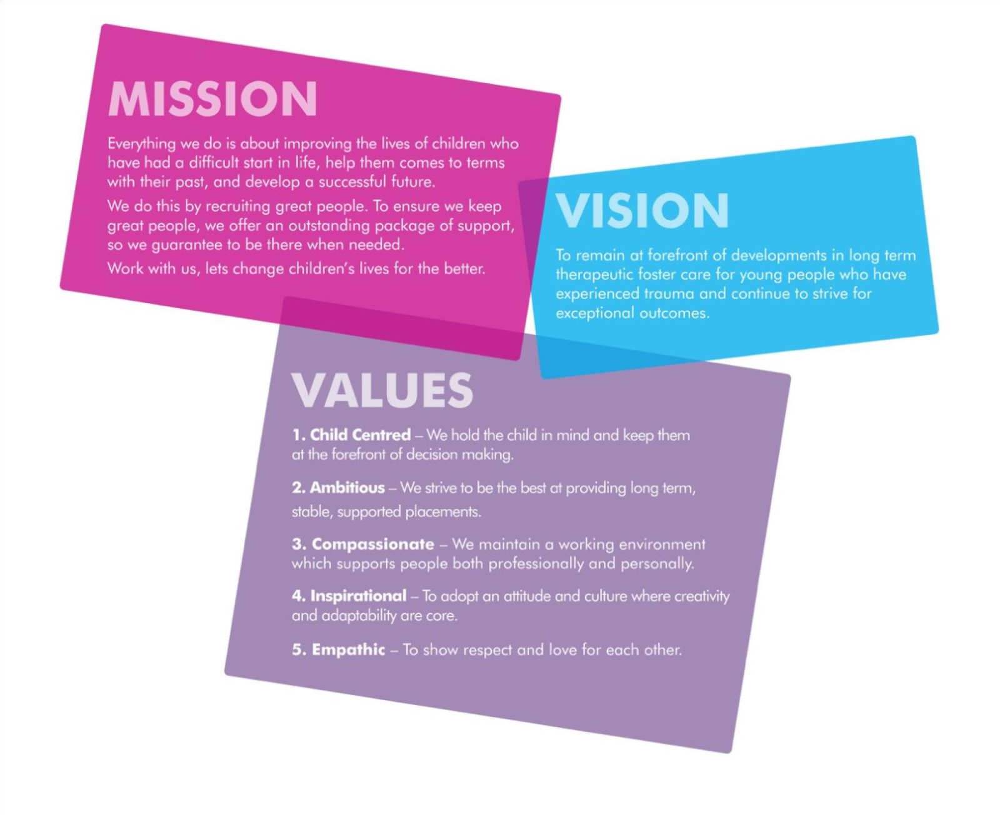 MISSION
Everything we do is about improving the lives of children who
have had a difficult start in life, help them comes to terms
with their past, and develop a successful future.
We do this by recruiting great people. To ensure we keep
great people, we offer an outstanding package of support,
so we guarantee to be there when needed.
Work with us, lets change children’s lives for the better.
VISION
To remain at forefront of developments in long term
therapeutic foster care for young people who have
experienced trauma and continue to strive for
exceptional outcomes.
VALUES
1. Child Centred – We hold the child in mind and keep them
at the forefront of decision making.
2. Ambitious – We strive to be the best at providing long term,
stable, supported placements.
3. Compassionate – We maintain a working environment
which supports people both professionally and personally.
4. Inspirational – To adopt an attitude and culture where creativity
and adaptability are core.
5. Empathic – To show respect and love for each other.